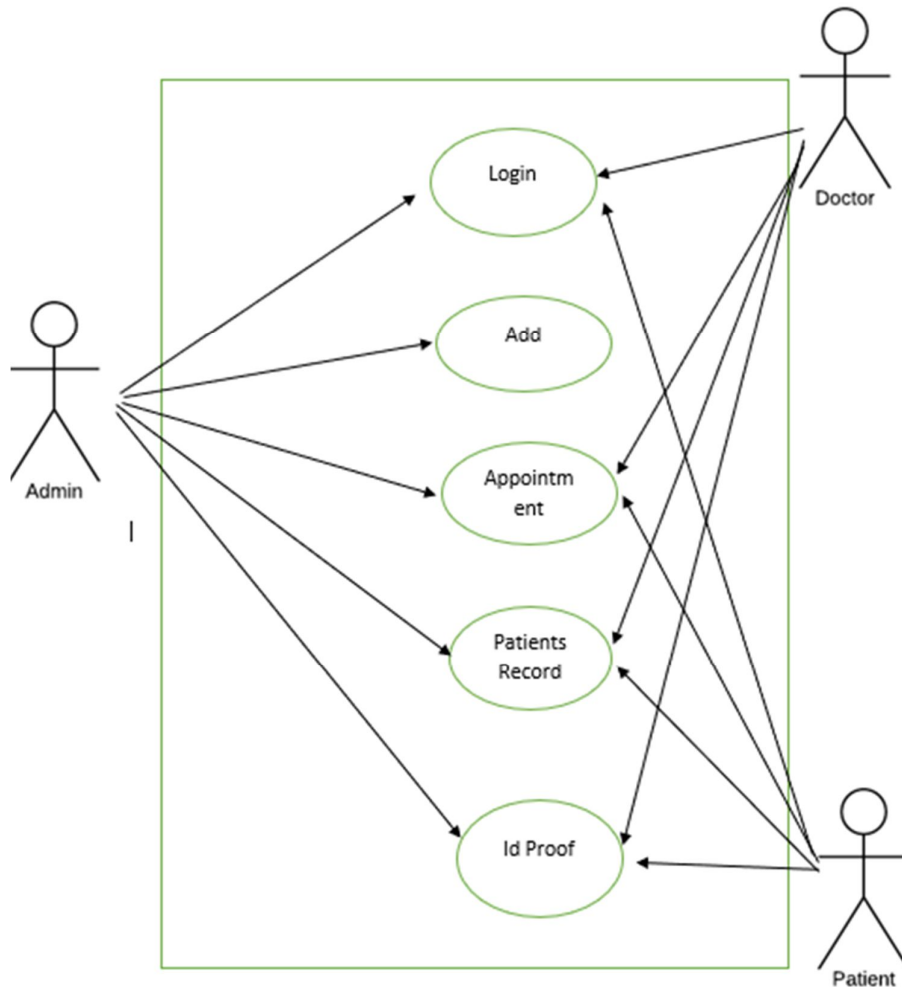 Login
Doctor
Add
Admin
Appointm
ent
Patients
Record
Id Proof
Patient